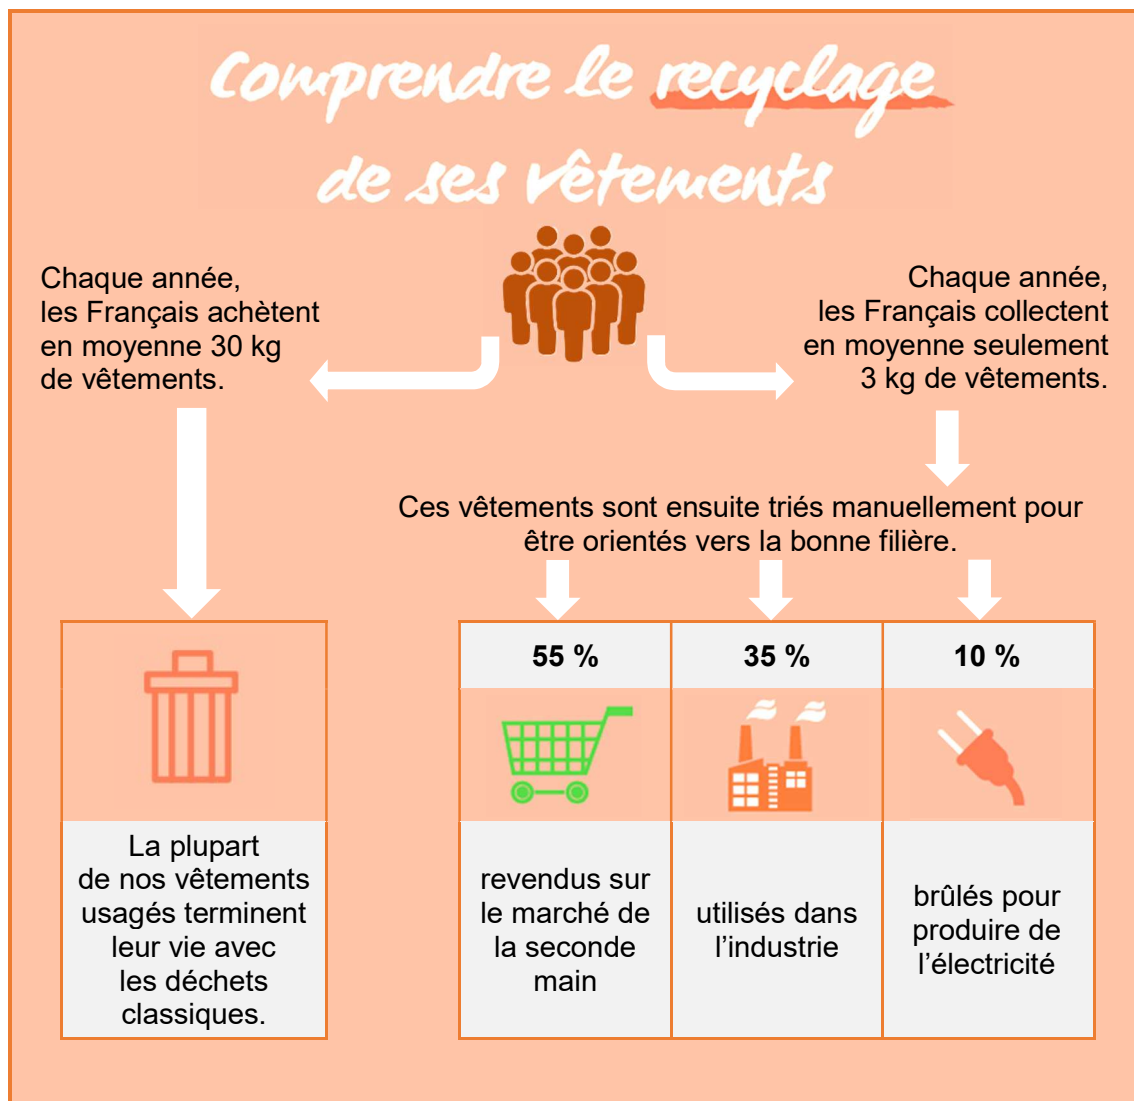 Comprendre le recyclage
de ses vêtements
Chaque année,
les Français achètent
en moyenne 30 kg
de vêtements.
Chaque année,
les Français collectent
en moyenne seulement
3 kg de vêtements.
Ces vêtements sont ensuite triés manuellement pour
être orientés vers la bonne filière.
La plupart
de nos vêtements
usagés terminent
leur vie avec
les déchets
classiques.
55 %
revendus sur
le marché de
la seconde
main
35 %
utilisés dans
l'industrie
10 %
brûlés pour
produire de
l'électricité